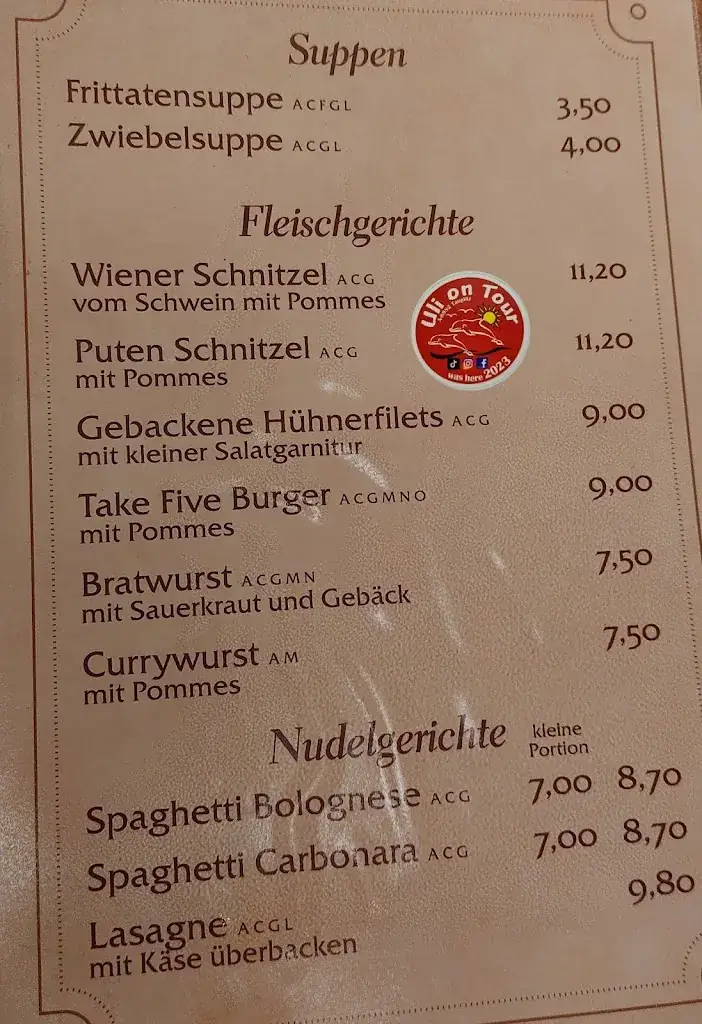 Suppen
Frittatensuppe ACFGL 3,50
Zwiebelsuppe ACGL 4,00
Fleischgerichte
Wiener Schnitzel ACG 11,20
vom Schwein mit Pommes
Uli on Tour
was here 2023
Puten Schnitzel ACG 11,20
mit Pommes
Gebackene Hühnerfilets ACG 9,00
mit kleiner Salatgarnitur
Take Five Burger ACGMNO 9,00
mit Pommes
Bratwurst ACGMN 7,50
mit Sauerkraut und Gebäck
Currywurst AM 7,50
mit Pommes
Nudelgerichte kleine
Portion
Spaghetti Bolognese ACG 7,00 8,70
Spaghetti Carbonara ACG 7,00 8,70
Lasagne ACGL 9,80
mit Käse überbacken